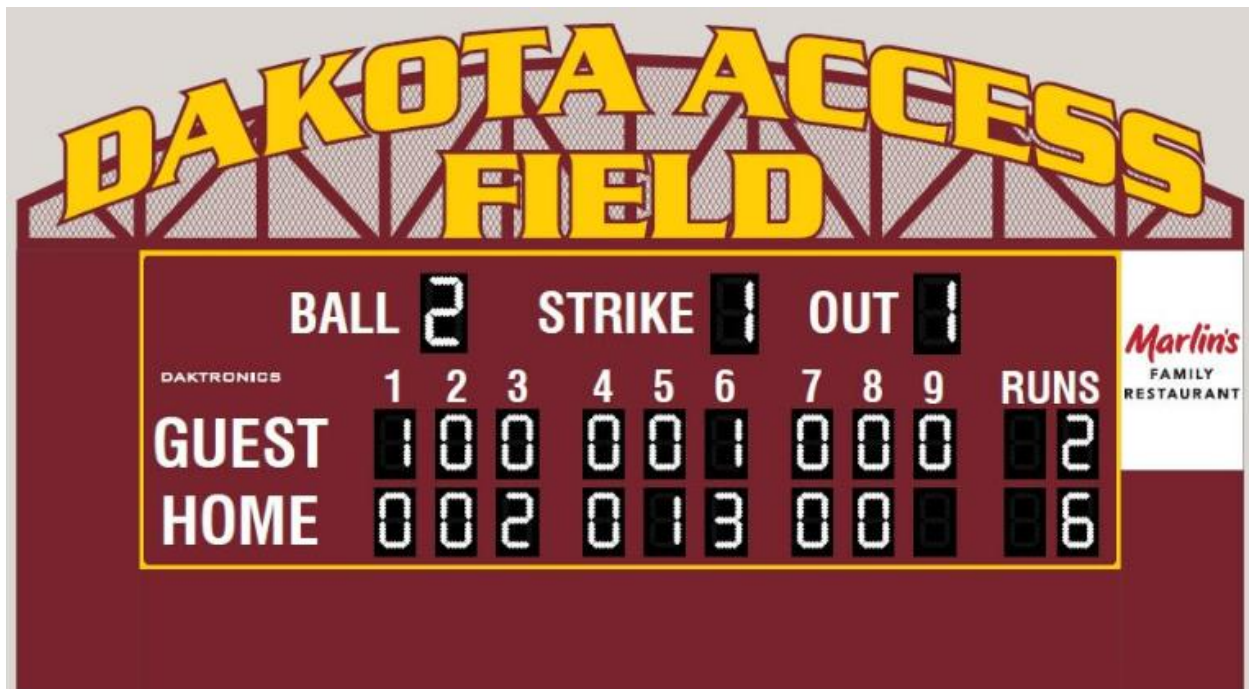 DAKOTA ACCESS
FIELD
BALL 2 STRIKE 1 OUT 1
DAKTRONICS 1 2 3 4 5 6 7 8 9 RUNS
GUEST 1 0 0 0 0 1 0 0 0 2
HOME 0 0 2 0 1 3 0 0 6
Marlin's
FAMILY
RESTAURANT